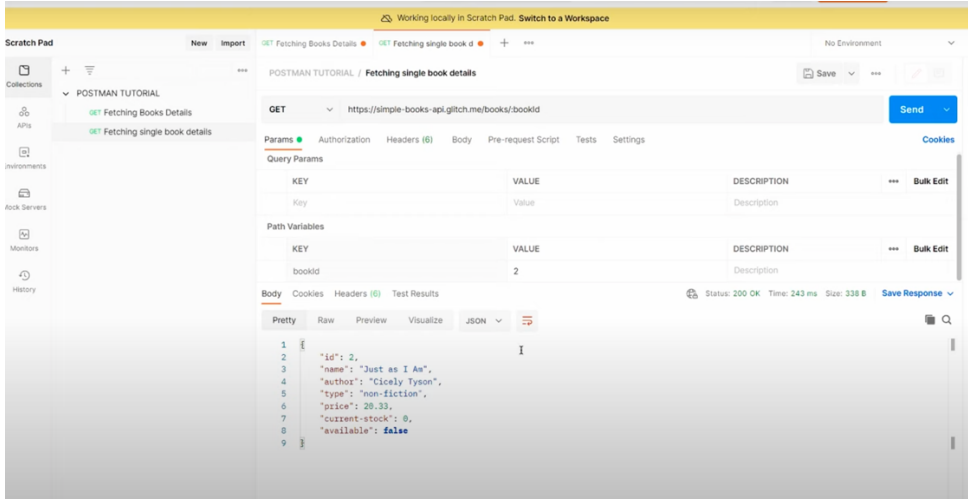 Working locally in Scratch Pad. Switch to a Workspace
Scratch Pad
New Import
GET Fetching Books Details
GET Fetching single book d
No Environment
Collections
APIs
Environments
Mock Servers
Monitors
History
POSTMAN TUTORIAL
GET Fetching Books Details
GET Fetching single book details
POSTMAN TUTORIAL / Fetching single book details
Save
GET https://simple-books-api.glitch.me/books/:bookId
Send
Params Authorization Headers (6) Body Pre-request Script Tests Settings
Cookies
Query Params
KEY VALUE DESCRIPTION Bulk Edit
Key Value Description
Path Variables
KEY VALUE DESCRIPTION Bulk Edit
bookId 2 Description
Body Cookies Headers (6) Test Results
Status: 200 OK Time: 243 ms Size: 338 B Save Response
Pretty Raw Preview Visualize JSON
1 {
2 "id": 2,
3 "name": "Just as I Am",
4 "author": "Cicely Tyson",
5 "type": "non-fiction",
6 "price": 20.33,
7 "current-stock": 0,
8 "available": false
9 }